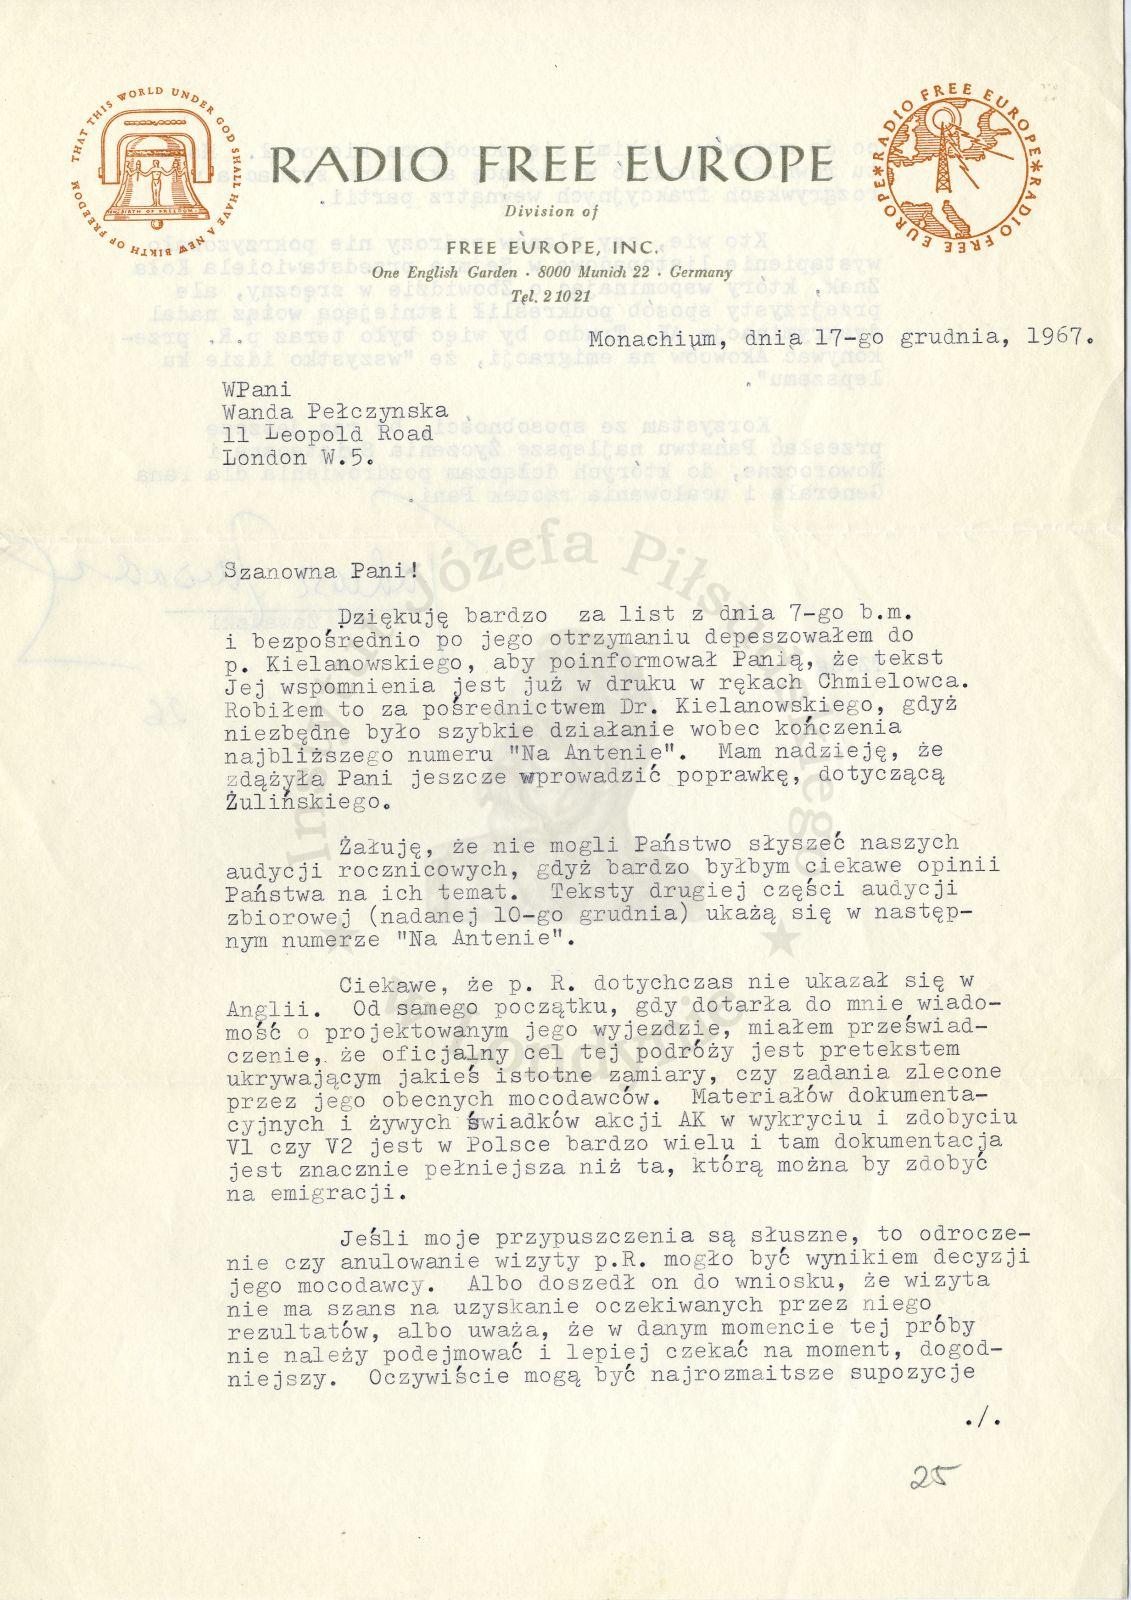 THAT THIS WORLD UNDER GOD SHALL HAVE A NEW BIRTH OF FREEDOM
RADIO FREE EUROPE
RADIO FREE EUROPE * RADIO FREE EUROPE *
Division of
FREE EUROPE, INC.
One English Garden · 8000 Munich 22 · Germany
Tel. 2 10 21
Monachium, dnia 17-go grudnia, 1967.
WPani
Wanda Pełczynska
11 Leopold Road
London W.5.
Szanowna Pani!
Dziękuję bardzo za list z dnia 7-go b.m.
i bezpośrednio po jego otrzymaniu depeszowałem do
p. Kielanowskiego, aby poinformował Panią, że tekst
Jej wspomnienia jest już w druku w rękach Chmielowca.
Robiłem to za pośrednictwem Dr. Kielanowskiego, gdyż
niezbędne było szybkie działanie wobec kończenia
najbliższego numeru "Na Antenie". Mam nadzieję, że
zdążyła Pani jeszcze wprowadzić poprawkę, dotyczącą
Żulińskiego.
Żałuję, że nie mogli Państwo słyszeć naszych
audycji rocznicowych, gdyż bardzo byłbym ciekawe opinii
Państwa na ich temat. Teksty drugiej części audycji
zbiorowej (nadanej 10-go grudnia) ukażą się w następ-
nym numerze "Na Antenie".
Ciekawe, że p. R. dotychczas nie ukazał się w
Anglii. Od samego początku, gdy dotarła do mnie wiado-
mość o projektowanym jego wyjeździe, miałem przeświad-
czenie, że oficjalny cel tej podróży jest pretekstem
ukrywającym jakieś istotne zamiary, czy zadania zlecone
przez jego obecnych mocodawców. Materiałów dokumenta-
cyjnych i żywych świadków akcji AK w wykryciu i zdobyciu
V1 czy V2 jest w Polsce bardzo wielu i tam dokumentacja
jest znacznie pełniejsza niż ta, którą można by zdobyć
na emigracji.
Jeśli moje przypuszczenia są słuszne, to odrocze-
nie czy anulowanie wizyty p.R. mogło być wynikiem decyzji
jego mocodawcy. Albo doszedł on do wniosku, że wizyta
nie ma szans na uzyskanie oczekiwanych przez niego
rezultatów, albo uważa, że w danym momencie tej próby
nie należy podejmować i lepiej czekać na moment, dogod-
niejszy. Oczywiście mogą być najrozmaitsze supozycje
./.
25
Instytut Józefa Piłsudskiego
w Londynie